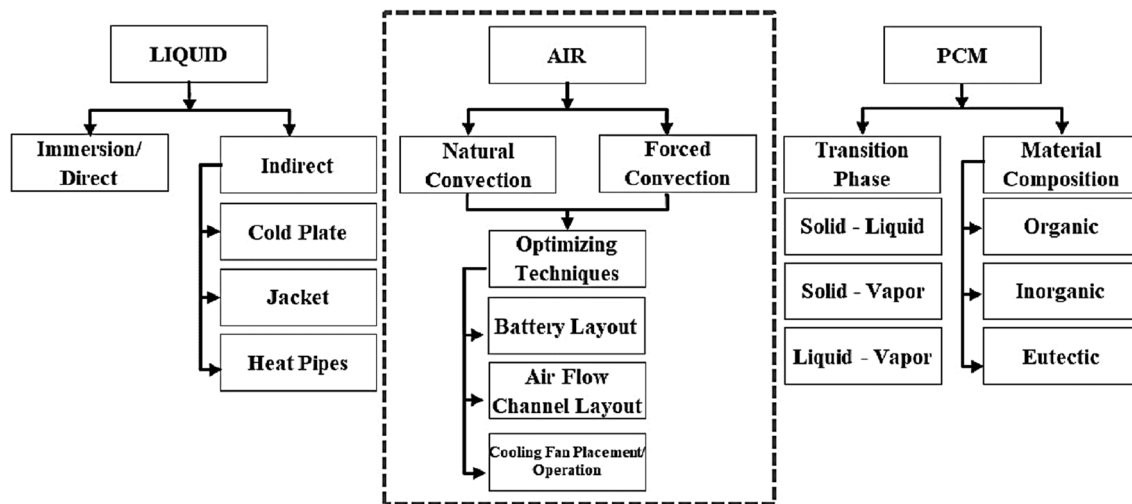 LIQUID
Immersion/
Direct
Indirect
Cold Plate
Jacket
Heat Pipes
AIR
Natural
Convection
Forced
Convection
Optimizing
Techniques
Battery Layout
Air Flow
Channel Layout
Cooling Fan Placement/
Operation
PCM
Transition
Phase
Solid - Liquid
Solid - Vapor
Liquid - Vapor
Material
Composition
Organic
Inorganic
Eutectic